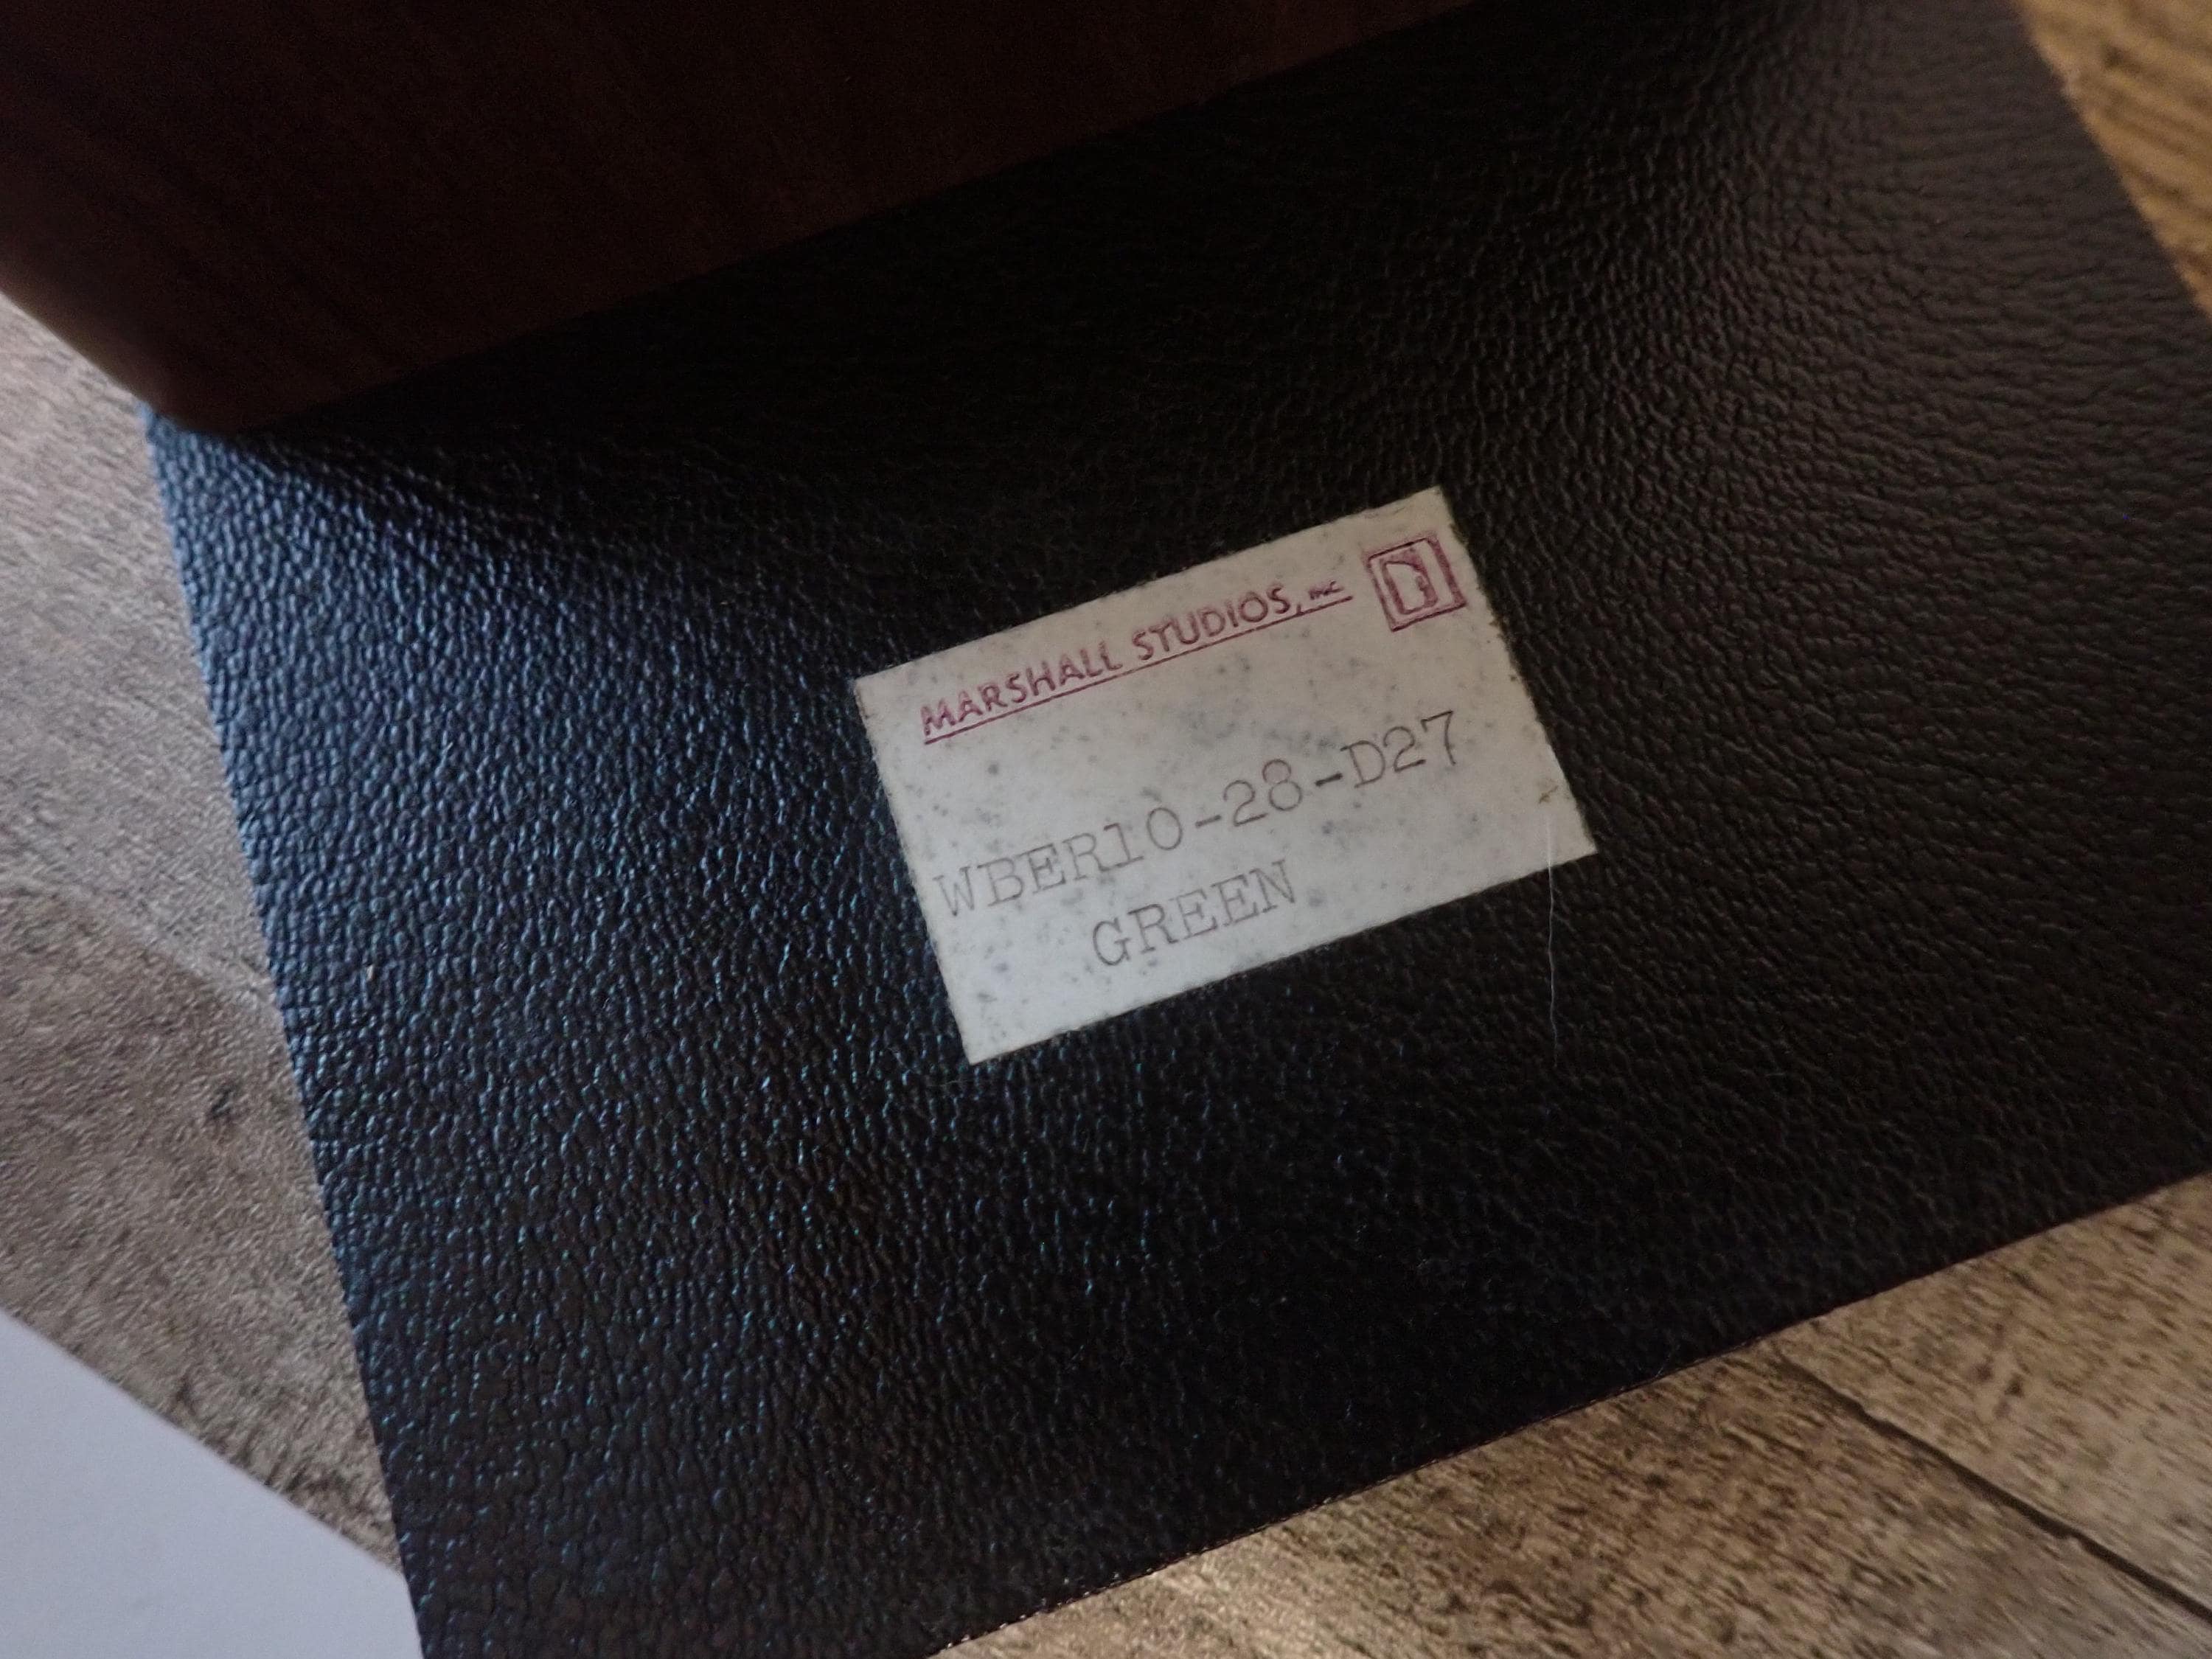 MARSHALL STUDIOS, INC
WBER10-28-D27
GREEN